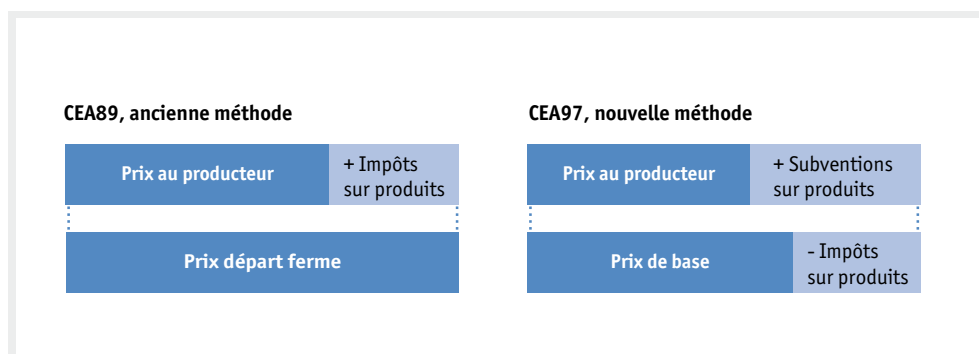 CEA89, ancienne méthode
Prix au producteur
+ Impôts
sur produits
Prix départ ferme
CEA97, nouvelle méthode
Prix au producteur
+ Subventions
sur produits
Prix de base
- Impôts
sur produits